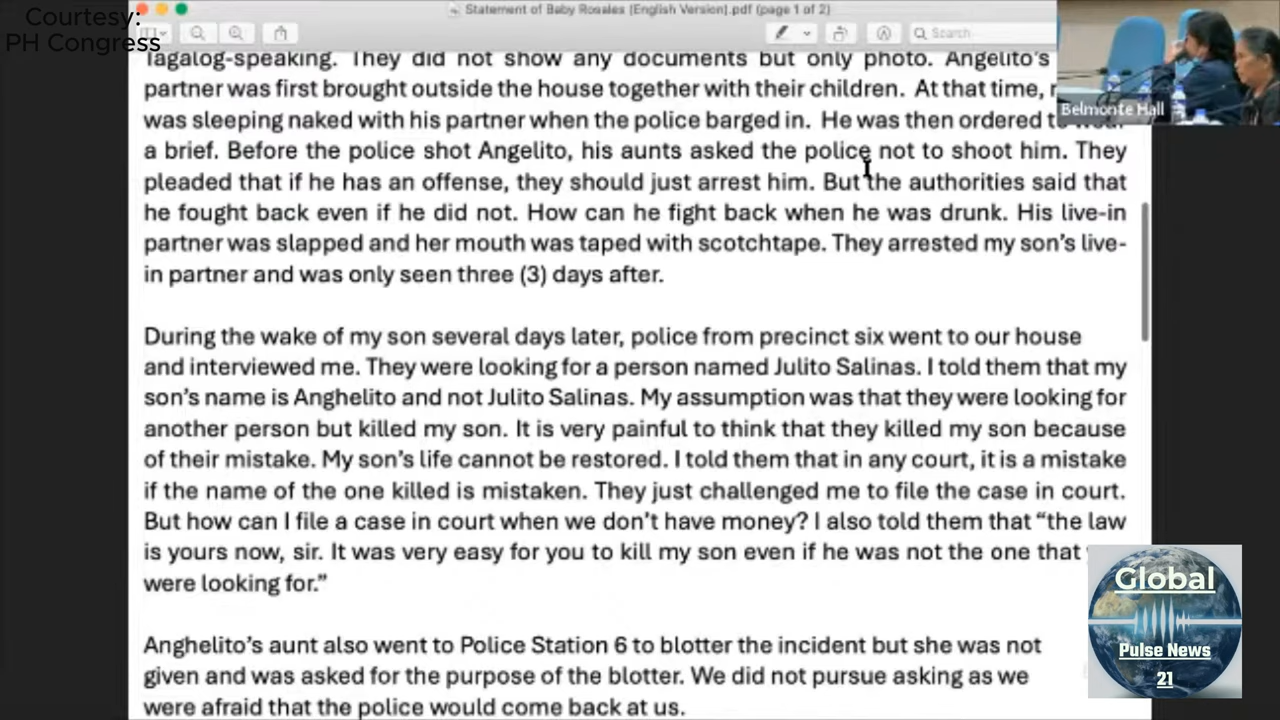 Courtesy:
PH Congress
Statement of Baby Rosales [English Version].pdf (page 1 of 2)
Search
Belmonte Hall
Tagalog-speaking. They did not show any documents but only photo. Angelito's
partner was first brought outside the house together with their children. At that time,
was sleeping naked with his partner when the police barged in. He was then ordered to
a brief. Before the police shot Angelito, his aunts asked the police not to shoot him. They
pleaded that if he has an offense, they should just arrest him. But the authorities said that
he fought back even if he did not. How can he fight back when he was drunk. His live-in
partner was slapped and her mouth was taped with scotchtape. They arrested my son's live-
in partner and was only seen three (3) days after.
During the wake of my son several days later, police from precinct six went to our house
and interviewed me. They were looking for a person named Julito Salinas. I told them that my
son's name is Anghelito and not Julito Salinas. My assumption was that they were looking for
another person but killed my son. It is very painful to think that they killed my son because
of their mistake. My son's life cannot be restored. I told them that in any court, it is a mistake
if the name of the one killed is mistaken. They just challenged me to file the case in court.
But how can I file a case in court when we don't have money? I also told them that “the law
is yours now, sir. It was very easy for you to kill my son even if he was not the one that
were looking for.”
Anghelito's aunt also went to Police Station 6 to blotter the incident but she was not
given and was asked for the purpose of the blotter. We did not pursue asking as we
were afraid that the police would come back at us.
Global
Pulse News
21